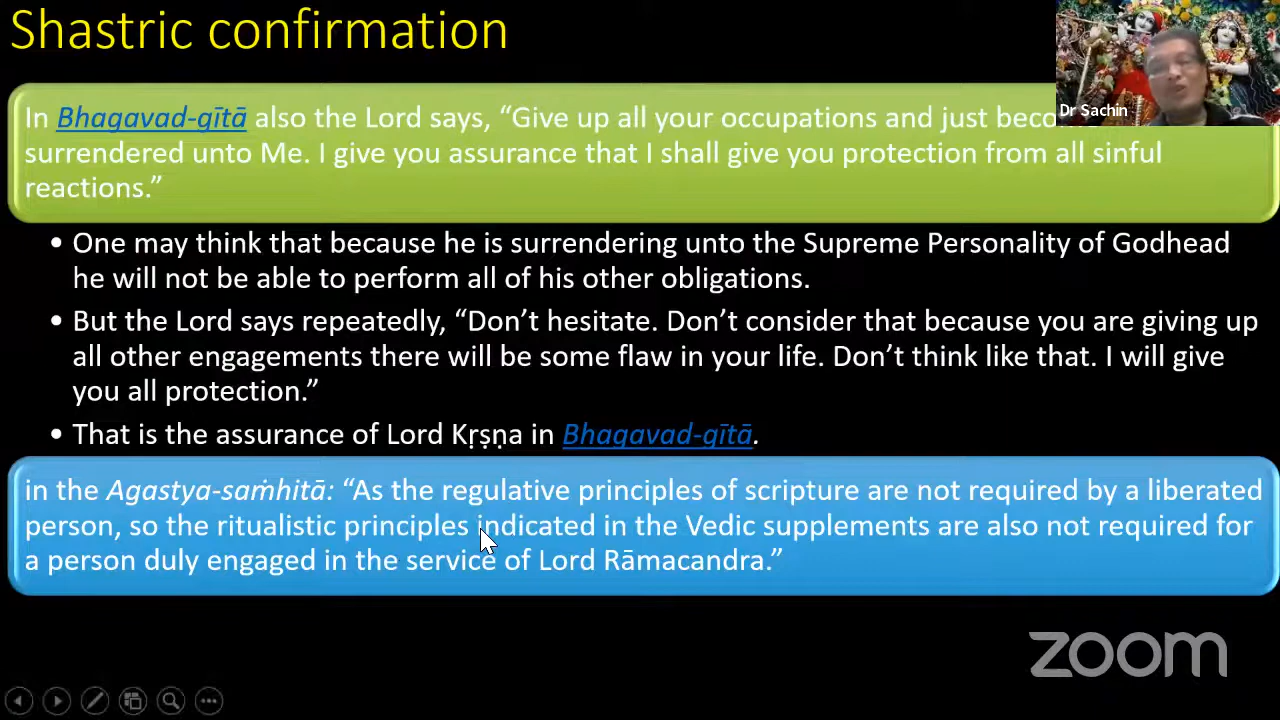 Shastric confirmation
Dr Sachin
In Bhagavad-gītā also the Lord says, “Give up all your occupations and just
surrendered unto Me. I give you assurance that I shall give you protection from all sinful
reactions.”
• One may think that because he is surrendering unto the Supreme Personality of Godhead
he will not be able to perform all of his other obligations.
• But the Lord says repeatedly, “Don’t hesitate. Don’t consider that because you are giving up
all other engagements there will be some flaw in your life. Don’t think like that. I will give
you all protection.”
• That is the assurance of Lord Kṛṣṇa in Bhagavad-gītā.
in the Agastya-saṁhitā: “As the regulative principles of scripture are not required by a liberated
person, so the ritualistic principles indicated in the Vedic supplements are also not required for
a person duly engaged in the service of Lord Rāmacandra.”
zoom